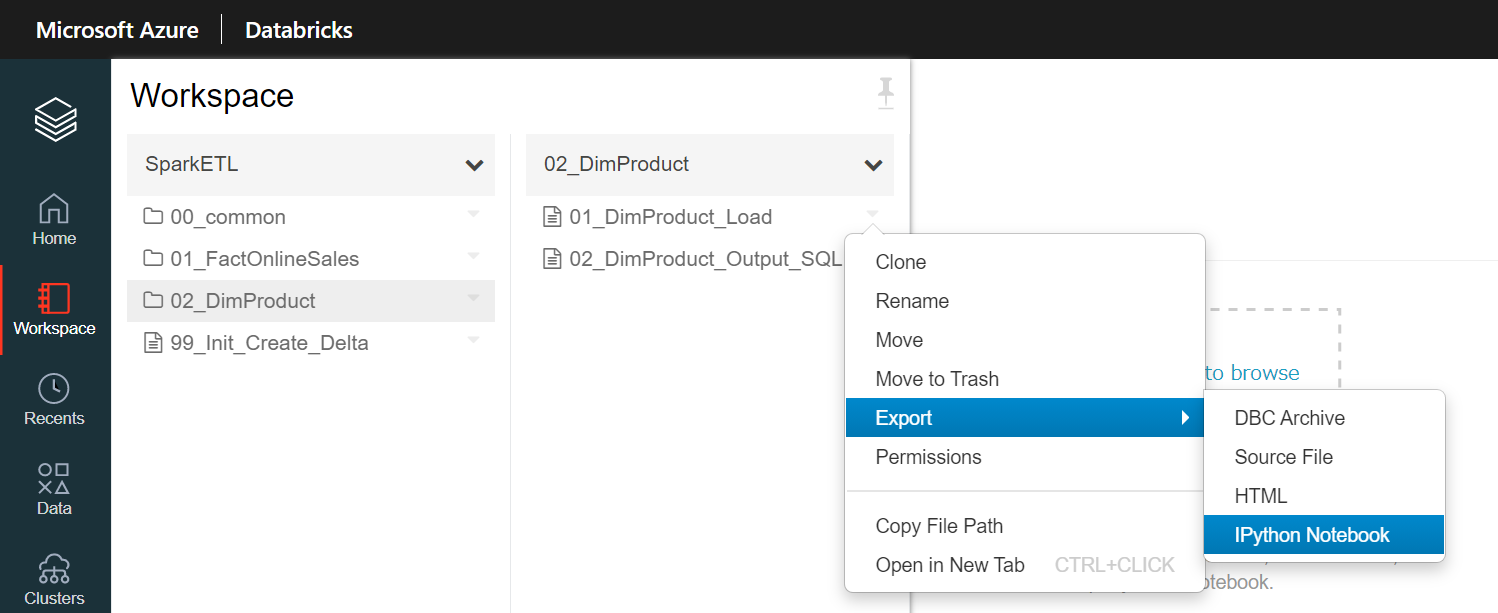 Microsoft Azure Databricks
Workspace
SparkETL
00_common
01_FactOnlineSales
02_DimProduct
99_Init_Create_Delta
02_DimProduct
01_DimProduct_Load
02_DimProduct_Output_SQL
Home
Workspace
Recents
Data
Clusters
Clone
Rename
Move
Move to Trash
Export
Permissions
Copy File Path
Open in New Tab CTRL+CLICK
DBC Archive
Source File
HTML
IPython Notebook
to browse